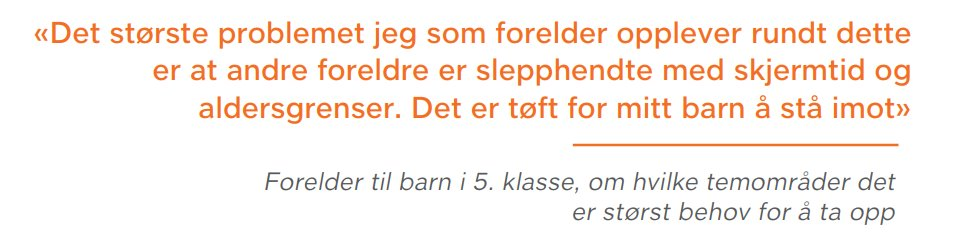 «Det største problemet jeg som forelder opplever rundt dette
er at andre foreldre er slepphendte med skjermtid og
aldersgrenser. Det er tøft for mitt barn å stå imot»
Forelder til barn i 5. klasse, om hvilke temområder det
er størst behov for å ta opp